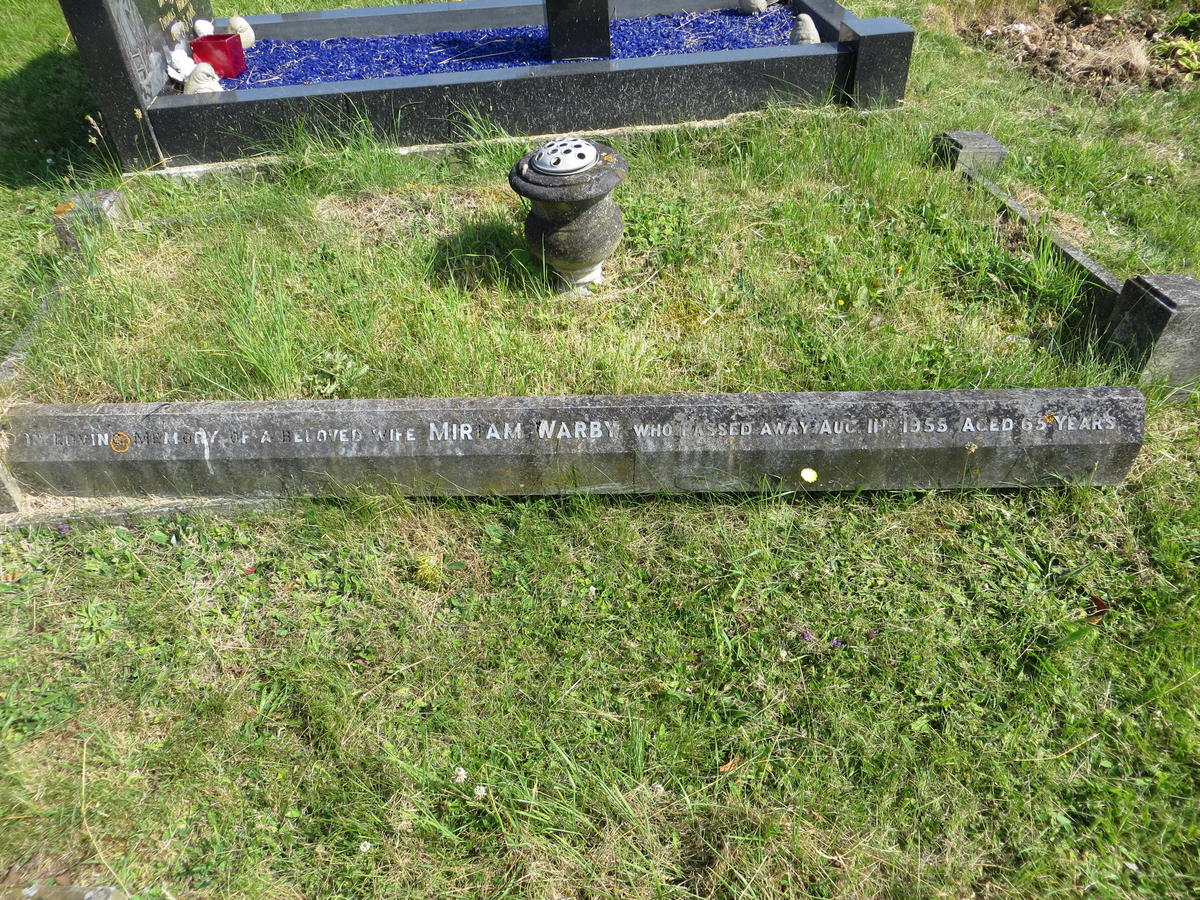 IN LOVING MEMORY OF A BELOVED WIFE MIRIAM WARBY WHO PASSED AWAY AUG 11TH 1955, AGED 65 YEARS